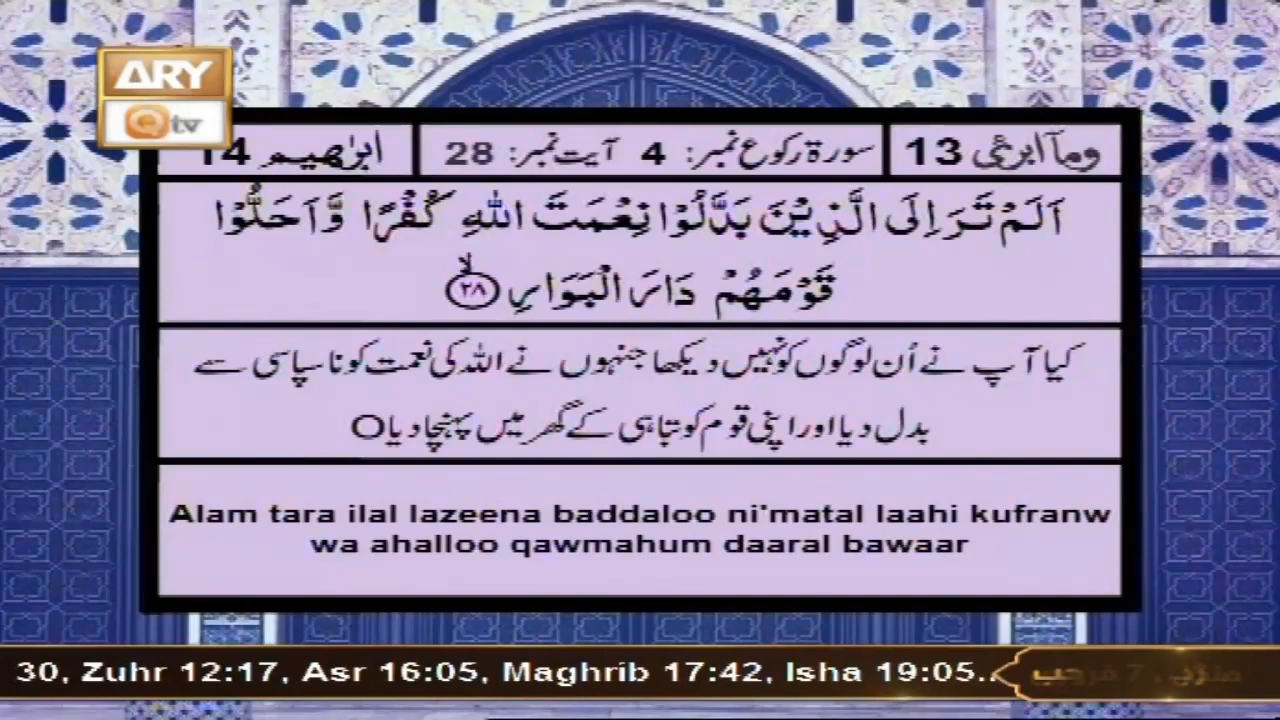 ARY
Qtv
وما ابرئ 13
سورۃ رکوع نمبر: 4 آیت نمبر: 28
ابرٰھیم 14
اَلَمْ تَرَ اِلَى الَّذِيْنَ بَدَّلُوْا نِعْمَتَ اللّٰهِ كُفْرًا وَّاَحَلُّوْا
قَوْمَهُمْ دَارَ الْبَوَارِ ۙ﴿۲۸﴾
کیا آپ نے اُن لوگوں کو نہیں دیکھا جنہوں نے اللہ کی نعمت کو ناسپاسی سے
بدل دیا اور اپنی قوم کو تباہی کے گھر میں پہنچا دیا O
Alam tara ilal lazeena baddaloo ni'matal laahi kufranw
wa ahalloo qawmahum daaral bawaar
30, Zuhr 12:17, Asr 16:05, Maghrib 17:42, Isha 19:05.